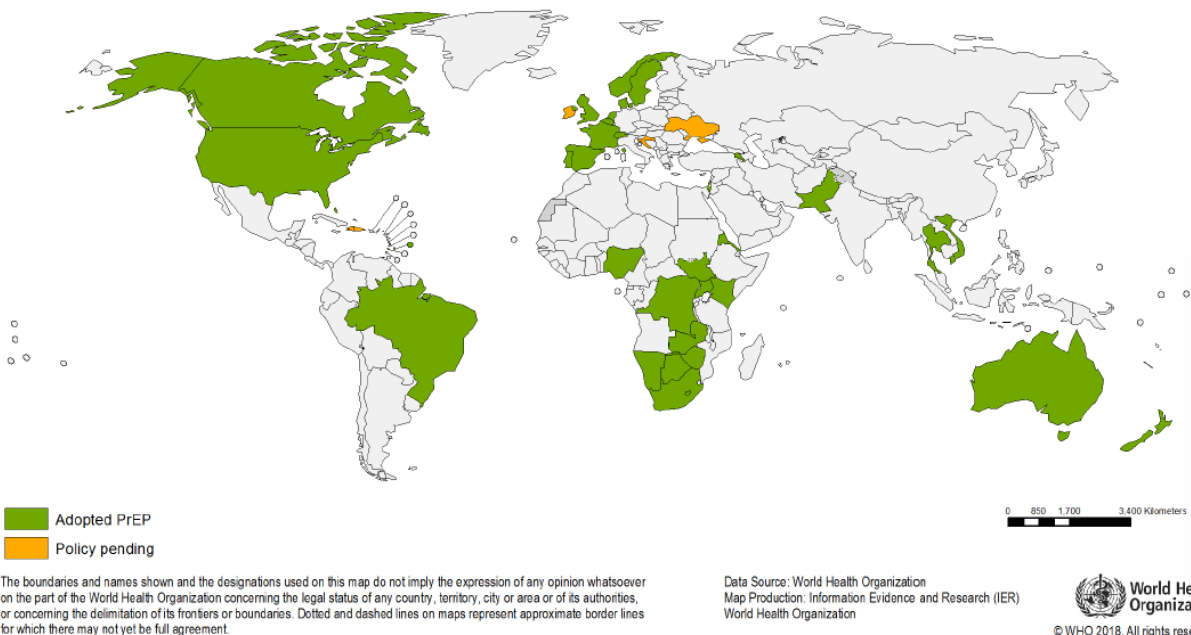 Adopted PrEP
Policy pending
0 850 1,700 3,400 Kilometers
The boundaries and names shown and the designations used on this map do not imply the expression of any opinion whatsoever
on the part of the World Health Organization concerning the legal status of any country, territory, city or area or of its authorities,
or concerning the delimitation of its frontiers or boundaries. Dotted and dashed lines on maps represent approximate border lines
for which there may not yet be full agreement.
Data Source: World Health Organization
Map Production: Information Evidence and Research (IER)
World Health Organization
World He
Organiza
© WHO 2018. All rights rese